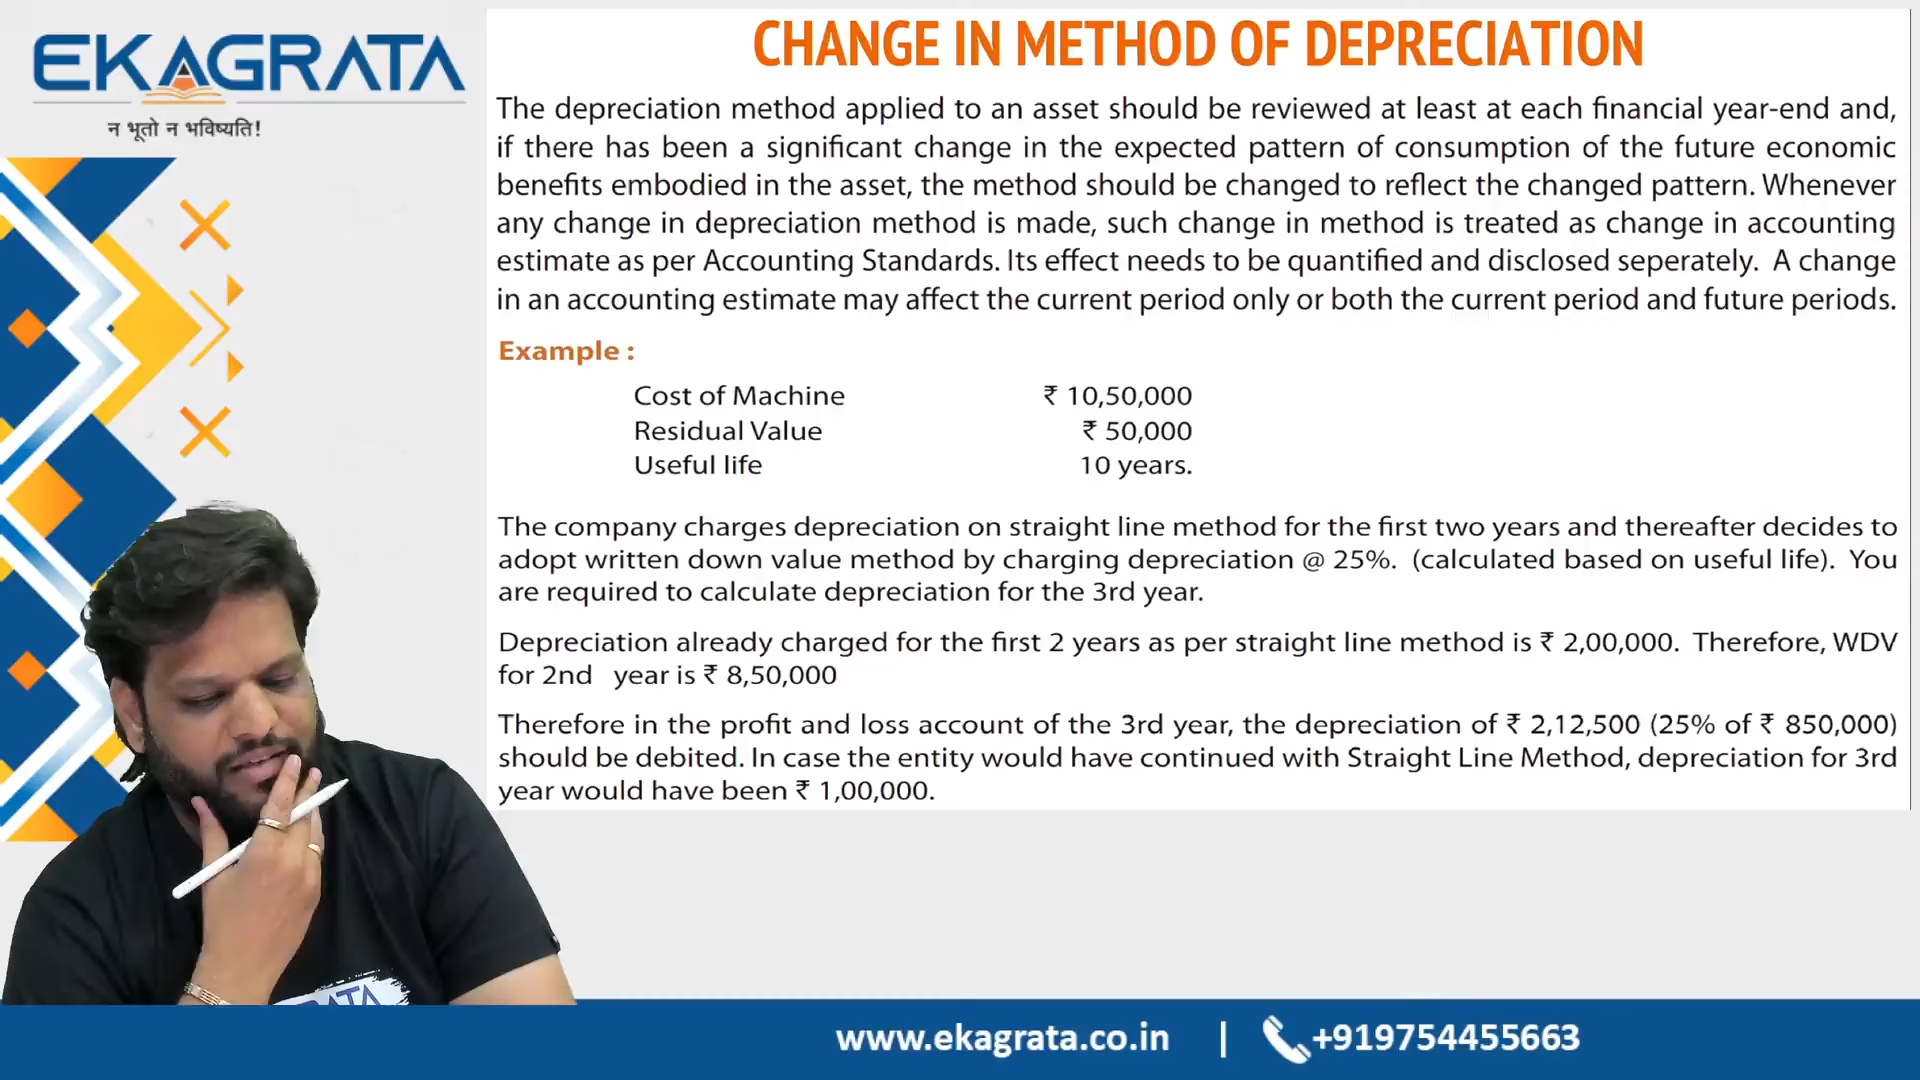 EKAGRATA
न भूतो न भविष्यति!
CHANGE IN METHOD OF DEPRECIATION
The depreciation method applied to an asset should be reviewed at least at each financial year-end and,
if there has been a significant change in the expected pattern of consumption of the future economic
benefits embodied in the asset, the method should be changed to reflect the changed pattern. Whenever
any change in depreciation method is made, such change in method is treated as change in accounting
estimate as per Accounting Standards. Its effect needs to be quantified and disclosed seperately. A change
in an accounting estimate may affect the current period only or both the current period and future periods.
Example :
Cost of Machine ₹ 10,50,000
Residual Value ₹ 50,000
Useful life 10 years.
The company charges depreciation on straight line method for the first two years and thereafter decides to
adopt written down value method by charging depreciation @ 25%. (calculated based on useful life). You
are required to calculate depreciation for the 3rd year.
Depreciation already charged for the first 2 years as per straight line method is ₹ 2,00,000. Therefore, WDV
for 2nd year is ₹ 8,50,000
Therefore in the profit and loss account of the 3rd year, the depreciation of ₹ 2,12,500 (25% of ₹ 850,000)
should be debited. In case the entity would have continued with Straight Line Method, depreciation for 3rd
year would have been ₹ 1,00,000.
www.ekagrata.co.in | +919754455663